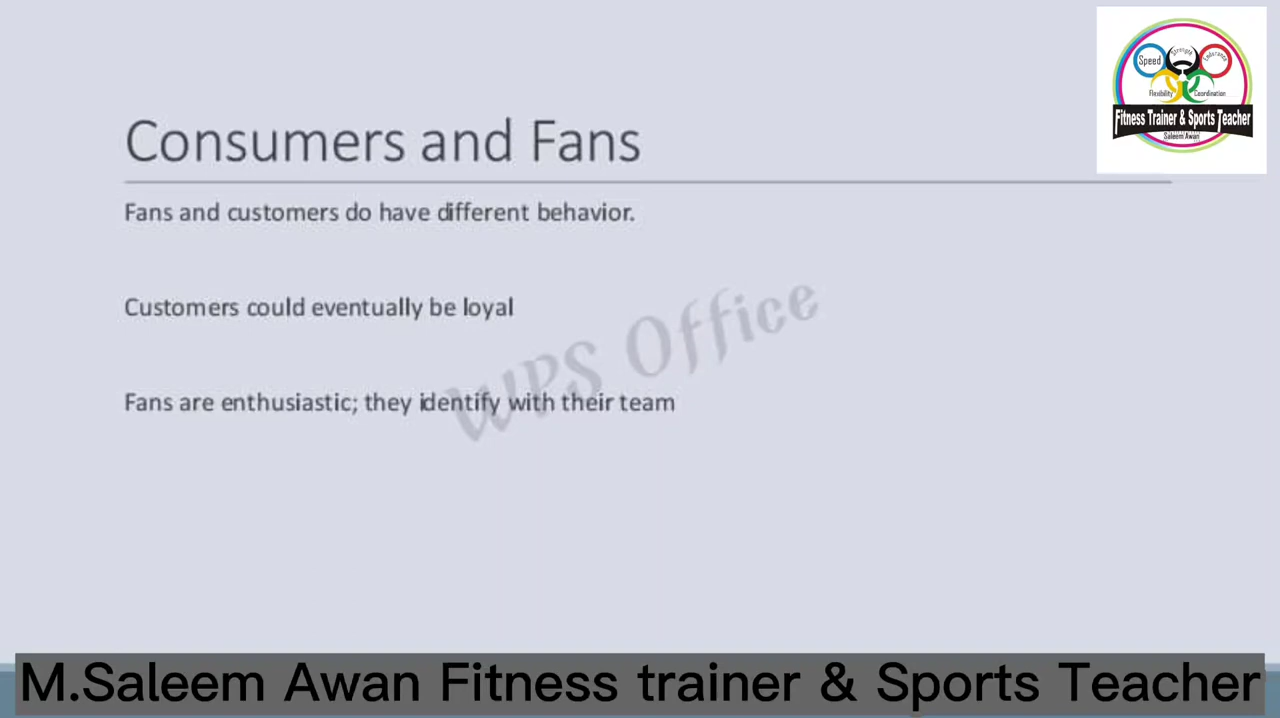 Speed
Strength
Endurance
Flexibility
Coordination
Fitness Trainer & Sports Teacher
Saleem Awan
Consumers and Fans
Fans and customers do have different behavior.
Customers could eventually be loyal
WPS Office
Fans are enthusiastic; they identify with their team
M.Saleem Awan Fitness trainer & Sports Teacher